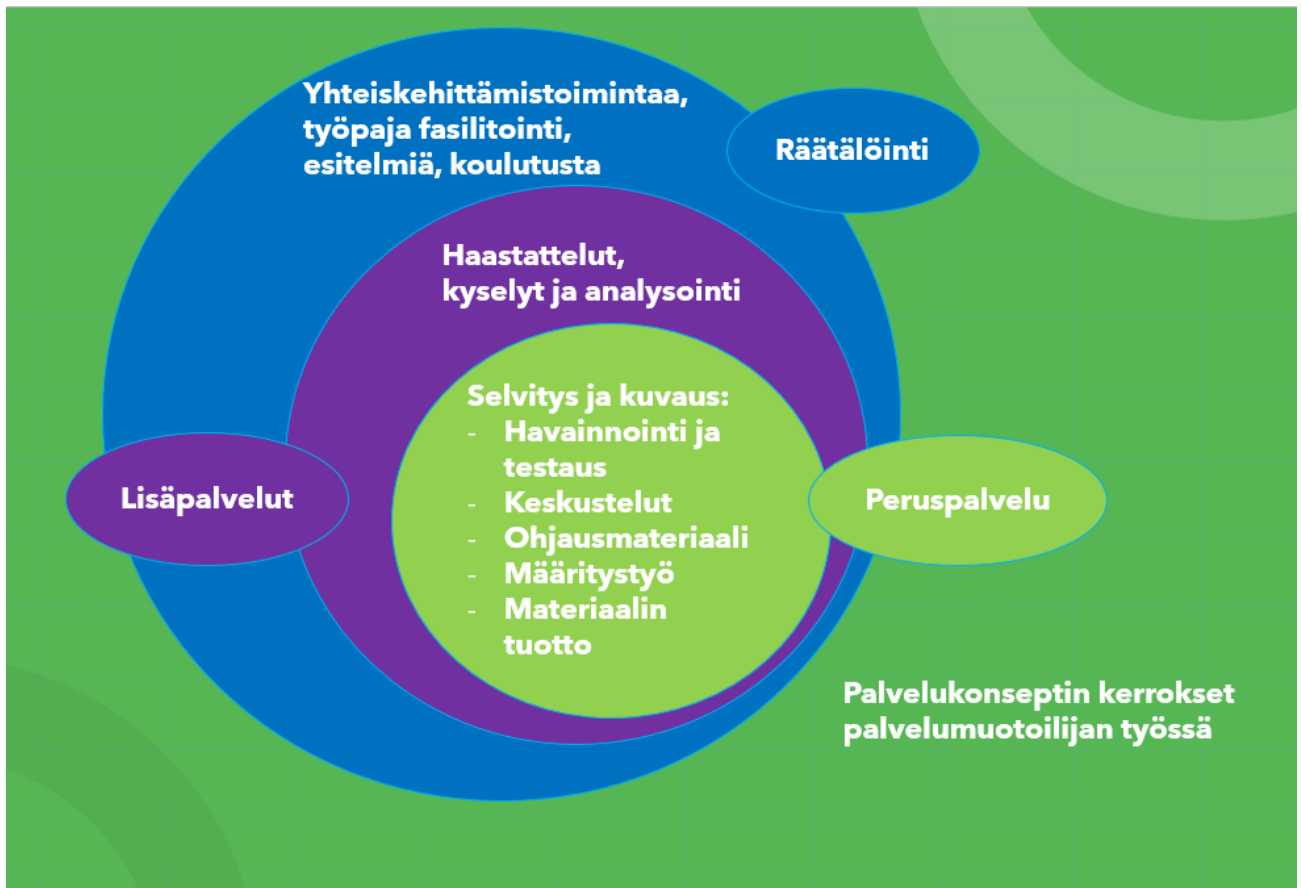 Yhteiskehittämistoimintaa,
työpaja fasilitointi,
esitelmiä, koulutusta
Räätälöinti
Haastattelut,
kyselyt ja analysointi
Selvitys ja kuvaus:
- Havainnointi ja
testaus
- Keskustelut
- Ohjausmateriaali
- Määritystyö
- Materiaalin
tuotto
Lisäpalvelut
Peruspalvelu
Palvelukonseptin kerrokset
palvelumuotoilijan työssä